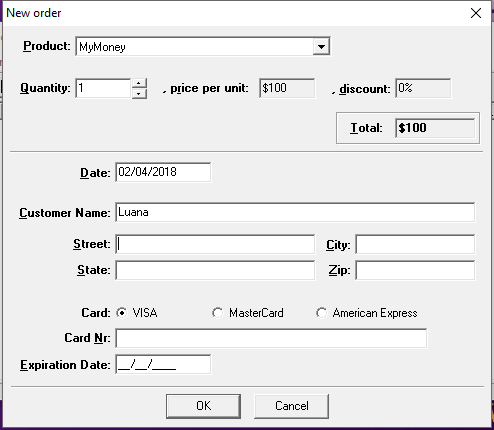 New order
Product: MyMoney
Quantity: 1 , price per unit: $100 , discount: 0%
Total: $100
Date: 02/04/2018
Customer Name: Luana
Street: City:
State: Zip:
Card: VISA MasterCard American Express
Card Nr:
Expiration Date: __/__/____
OK Cancel